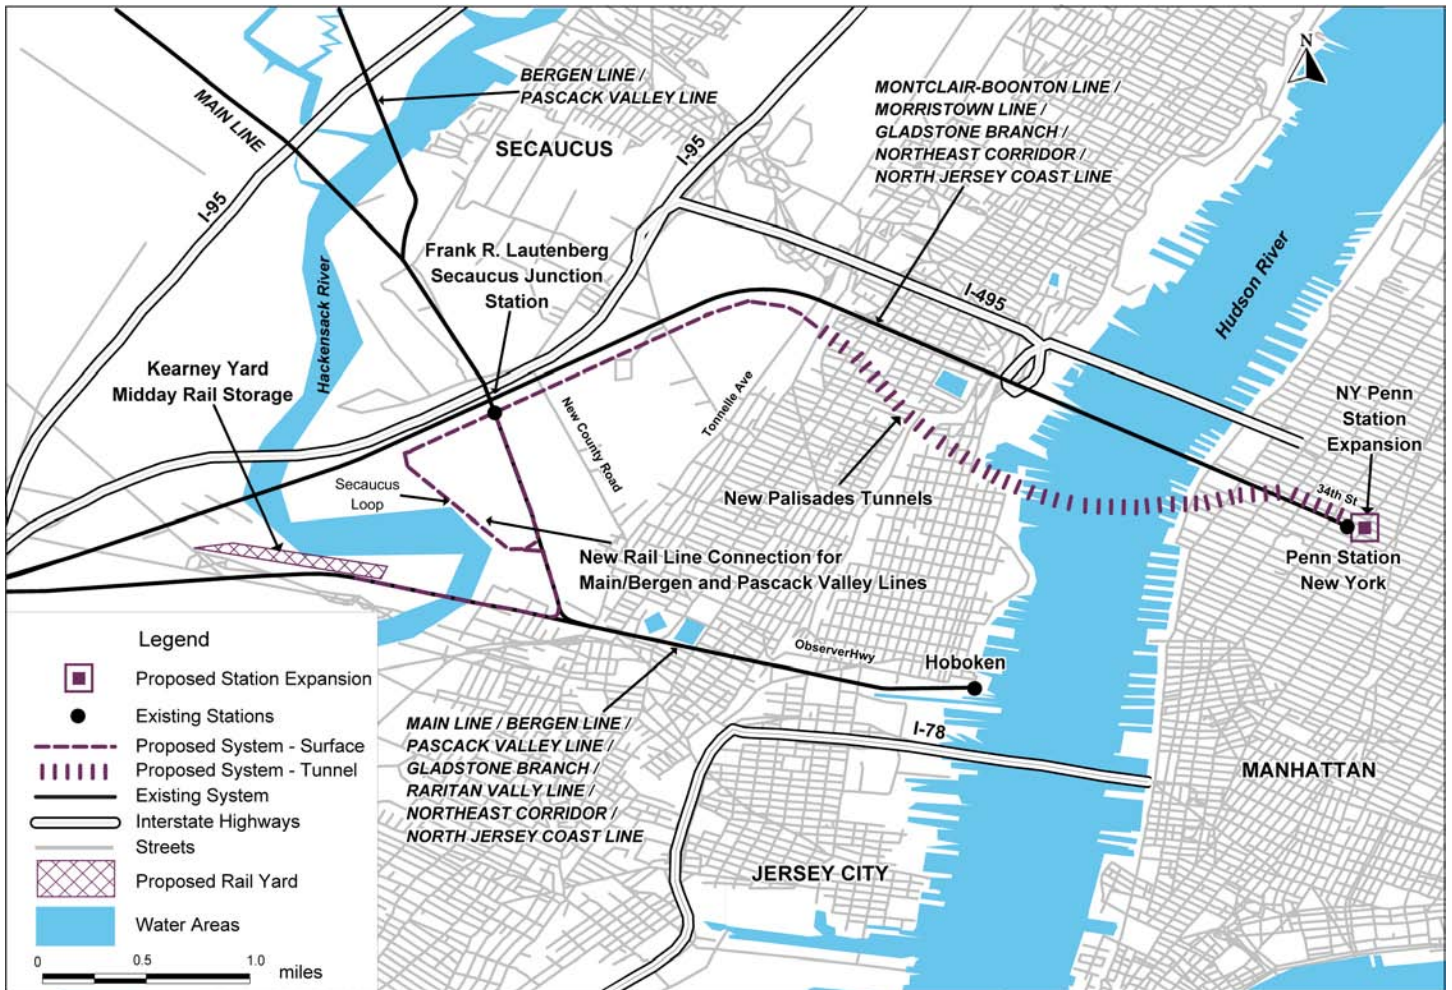 N
BERGEN LINE /
PASCACK VALLEY LINE
MAIN LINE
SECAUCUS
I-95
I-95
MONTCLAIR-BOONTON LINE /
MORRISTOWN LINE /
GLADSTONE BRANCH /
NORTHEAST CORRIDOR /
NORTH JERSEY COAST LINE
Frank R. Lautenberg
Secaucus Junction
Station
Hackensack River
I-495
Hudson River
Kearney Yard
Midday Rail Storage
NY Penn
Station
Expansion
New County Road
Tonnelle Ave
Secaucus
Loop
New Palisades Tunnels
34th St
New Rail Line Connection for
Main/Bergen and Pascack Valley Lines
Penn Station
New York
ObserverHwy
Hoboken
MAIN LINE / BERGEN LINE /
PASCACK VALLEY LINE /
GLADSTONE BRANCH /
RARITAN VALLY LINE /
NORTHEAST CORRIDOR /
NORTH JERSEY COAST LINE
I-78
MANHATTAN
JERSEY CITY
Legend
Proposed Station Expansion
Existing Stations
Proposed System - Surface
Proposed System - Tunnel
Existing System
Interstate Highways
Streets
Proposed Rail Yard
Water Areas
0 0.5 1.0
miles